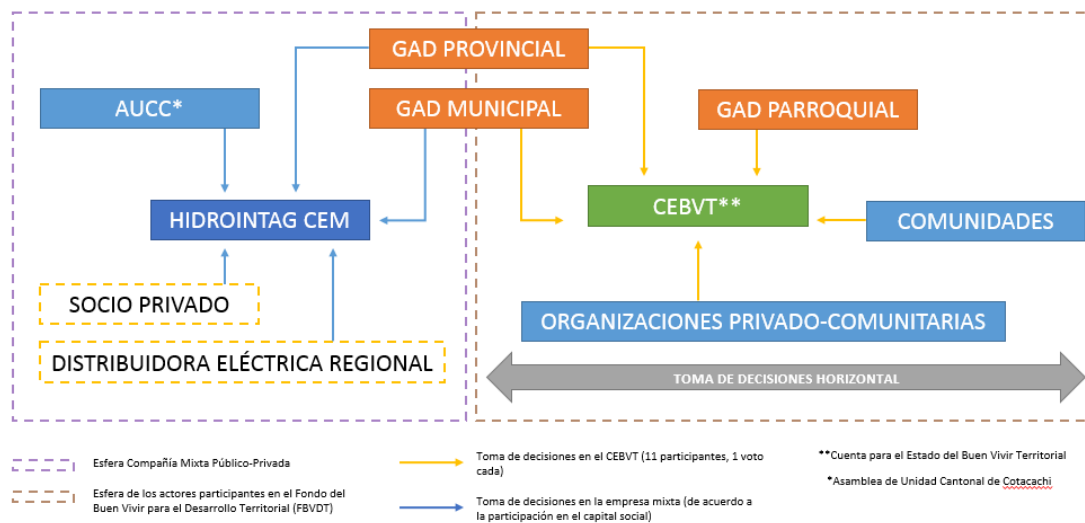 GAD PROVINCIAL
AUCC*
GAD MUNICIPAL
GAD PARROQUIAL
HIDROINTAG CEM
CEBVT**
COMUNIDADES
SOCIO PRIVADO
ORGANIZACIONES PRIVADO-COMUNITARIAS
DISTRIBUIDORA ELÉCTRICA REGIONAL
TOMA DE DECISIONES HORIZONTAL
Esfera Compañía Mixta Público-Privada
Esfera de los actores participantes en el Fondo del
Buen Vivir para el Desarrollo Territorial (FBVDT)
Toma de decisiones en el CEBVT (11 participantes, 1 voto
cada)
Toma de decisiones en la empresa mixta (de acuerdo a
la participación en el capital social)
**Cuenta para el Estado del Buen Vivir Territorial
*Asamblea de Unidad Cantonal de Cotacachi